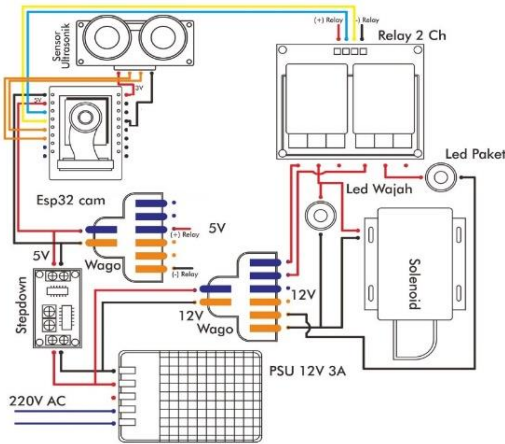 (+) Relay
(-) Relay
Relay 2 Ch
Sensor
Ultrasonik
5V
3V
Led Paket
Led Wajah
Esp32 cam
5V
(+) Relay
Wago
(-) Relay
5V
Stepdown
12V
12V
Wago
Solenoid
PSU 12V 3A
220V AC